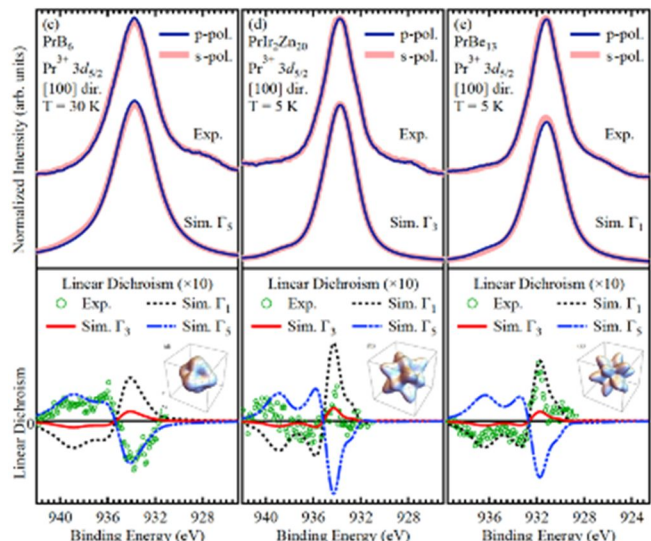 (c)
PrB6
Pr3+ 3d5/2
[100] dir.
T = 30 K
p-pol.
s-pol.
Exp.
Sim. Γ5
(d)
PrIr2Zn20
Pr3+ 3d5/2
[100] dir.
T = 5 K
p-pol.
s-pol.
Exp.
Sim. Γ3
(e)
PrBe13
Pr3+ 3d5/2
[100] dir.
T = 5 K
p-pol.
s-pol.
Exp.
Sim. Γ1
Normalized Intensity (arb. units)
Linear Dichroism (×10)
Exp. Sim. Γ1
Sim. Γ3 Sim. Γ5
Linear Dichroism (×10)
Exp. Sim. Γ1
Sim. Γ3 Sim. Γ5
Linear Dichroism (×10)
Exp. Sim. Γ1
Sim. Γ3 Sim. Γ5
Linear Dichroism
0
940 936 932 928
940 936 932 928
936 932 928 924
Binding Energy (eV)
Binding Energy (eV)
Binding Energy (eV)